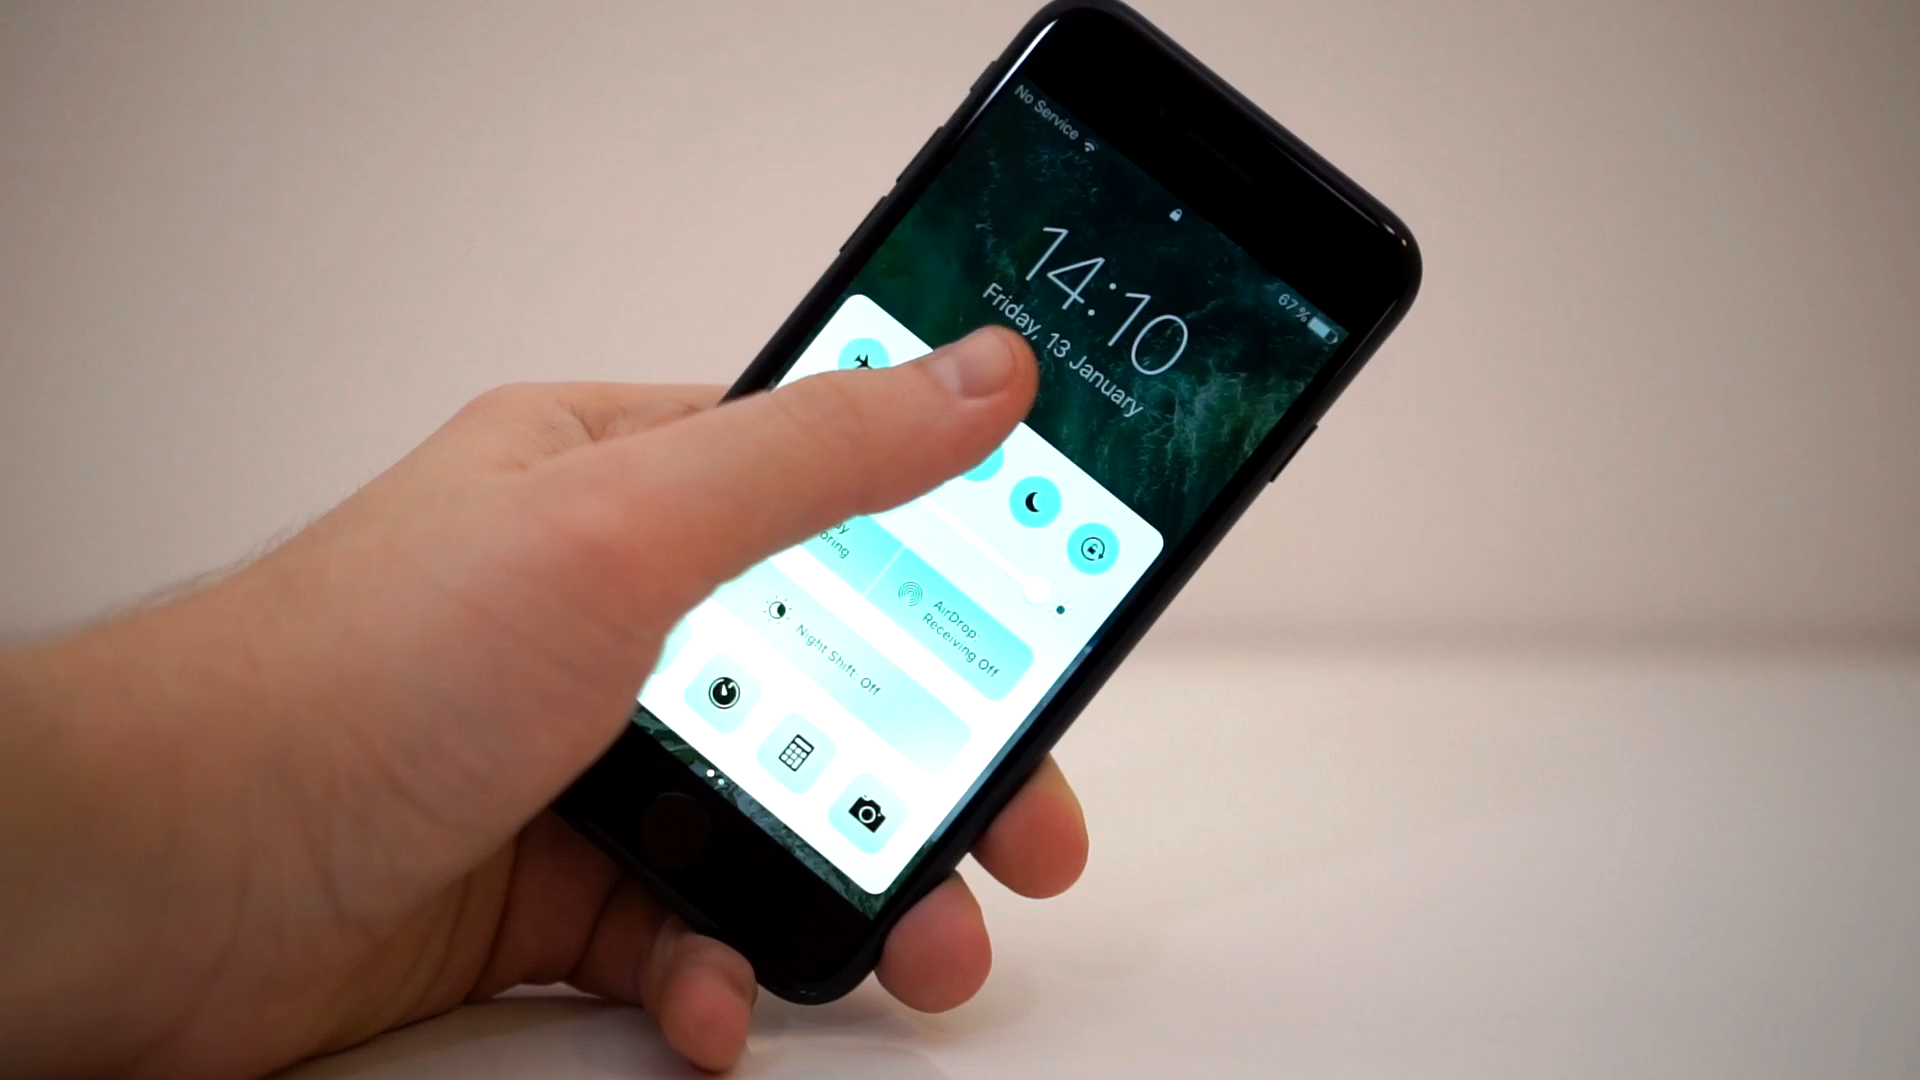 No Service
67 %
14:10
Friday, 13 January
AirDrop:
Receiving Off
Night Shift: Off